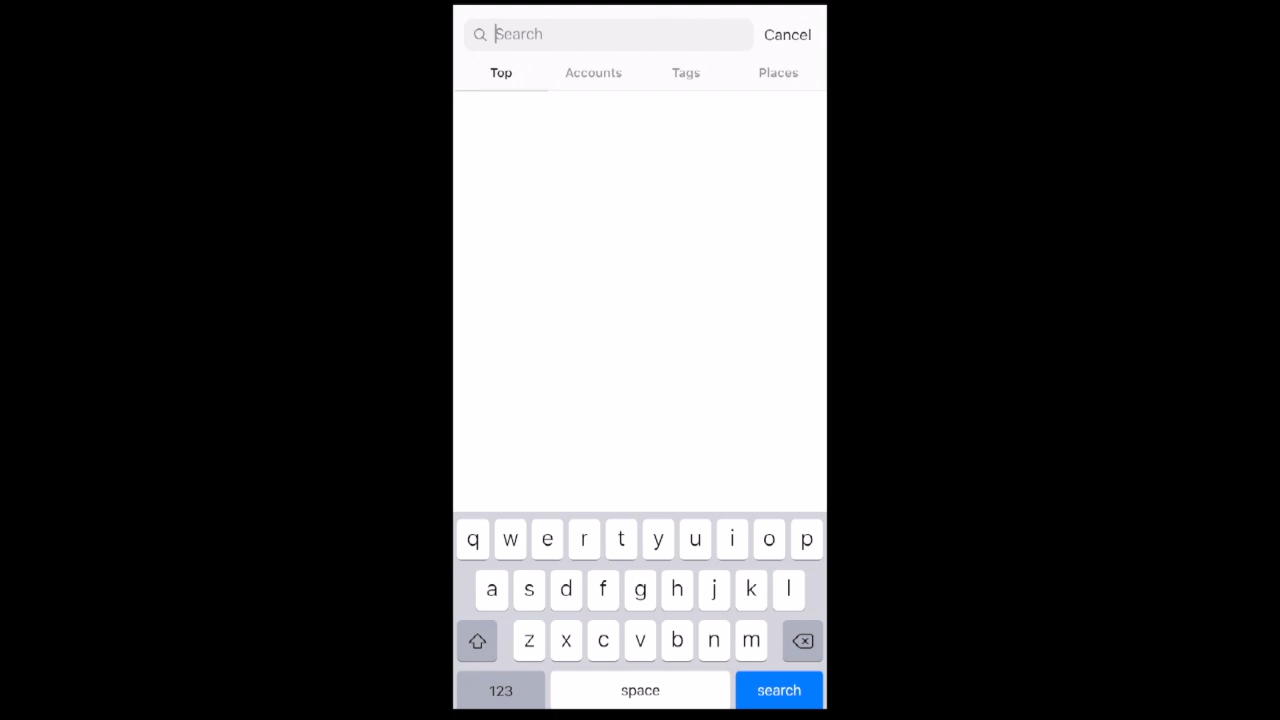 Search Cancel
Top Accounts Tags Places
q w e r t y u i o p
a s d f g h j k l
z x c v b n m
123 space search